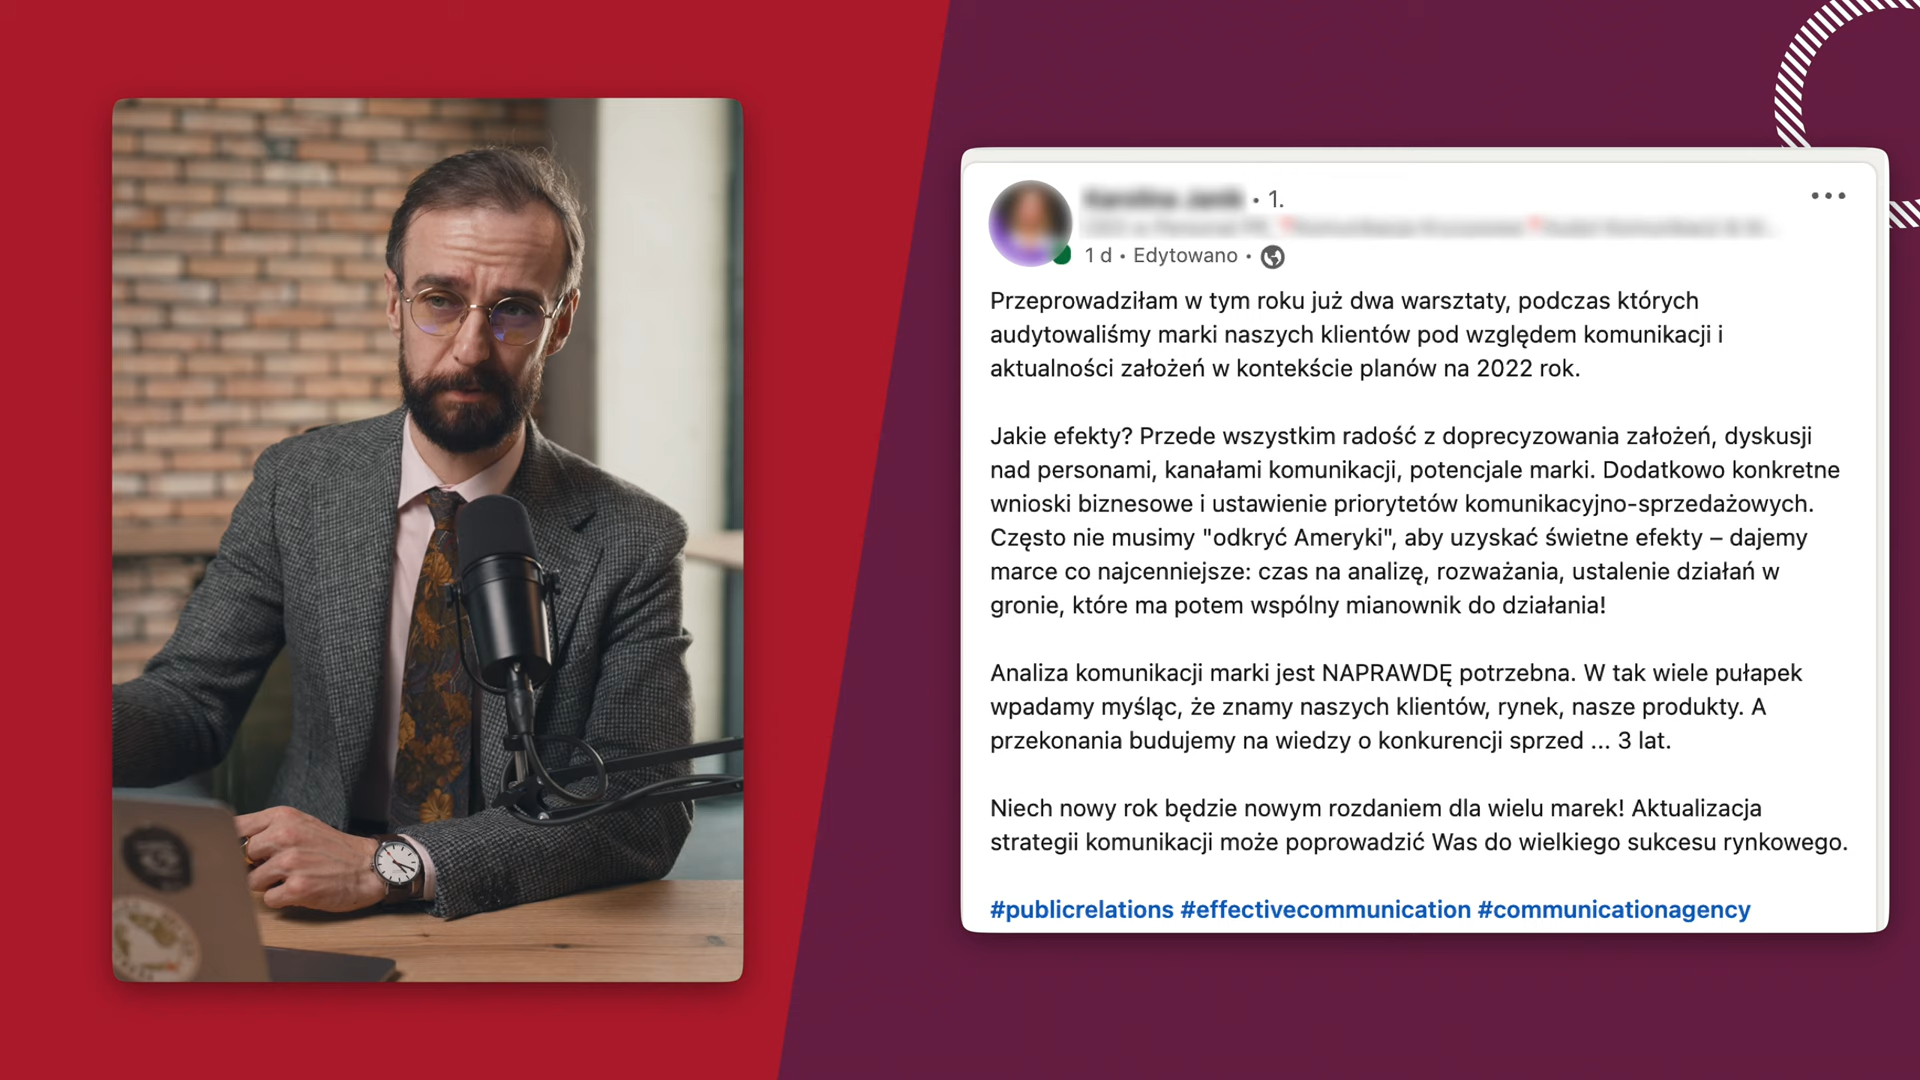 • 1.
1 d • Edytowano •
Przeprowadziłam w tym roku już dwa warsztaty, podczas których
audytowaliśmy marki naszych klientów pod względem komunikacji i
aktualności założeń w kontekście planów na 2022 rok.
Jakie efekty? Przede wszystkim radość z doprecyzowania założeń, dyskusji
nad personami, kanałami komunikacji, potencjale marki. Dodatkowo konkretne
wnioski biznesowe i ustawienie priorytetów komunikacyjno-sprzedażowych.
Często nie musimy "odkryć Ameryki", aby uzyskać świetne efekty – dajemy
marce co najcenniejsze: czas na analizę, rozważania, ustalenie działań w
gronie, które ma potem wspólny mianownik do działania!
Analiza komunikacji marki jest NAPRAWDĘ potrzebna. W tak wiele pułapek
wpadamy myśląc, że znamy naszych klientów, rynek, nasze produkty. A
przekonania budujemy na wiedzy o konkurencji sprzed ... 3 lat.
Niech nowy rok będzie nowym rozdaniem dla wielu marek! Aktualizacja
strategii komunikacji może poprowadzić Was do wielkiego sukcesu rynkowego.
#publicrelations #effectivecommunication #communicationagency